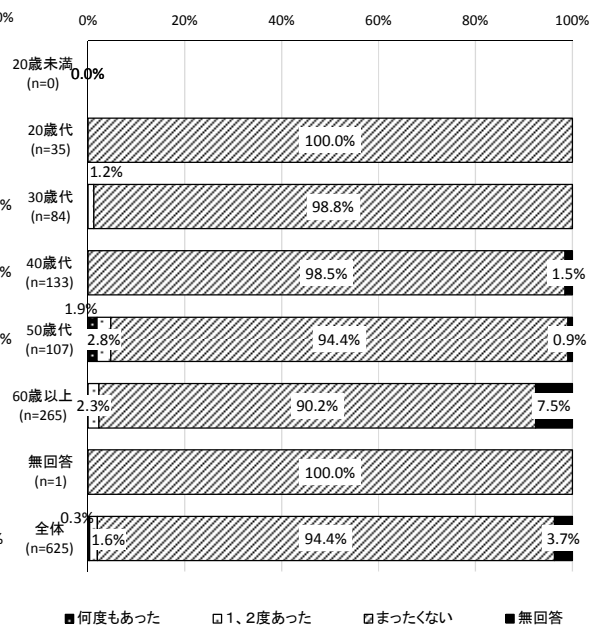 0%
0% 20% 40% 60% 80% 100%
20歳未満
(n=0)
0.0%
20歳代
(n=35)
100.0%
1.2%
% 30歳代
(n=84)
98.8%
% 40歳代
(n=133)
98.5% 1.5%
1.9%
% 50歳代
(n=107)
2.8% 94.4% 0.9%
60歳以上
(n=265)
2.3% 90.2% 7.5%
無回答
(n=1)
100.0%
0.3%
% 全体
(n=625)
1.6% 94.4% 3.7%
何度もあった 1、2度あった まったくない 無回答